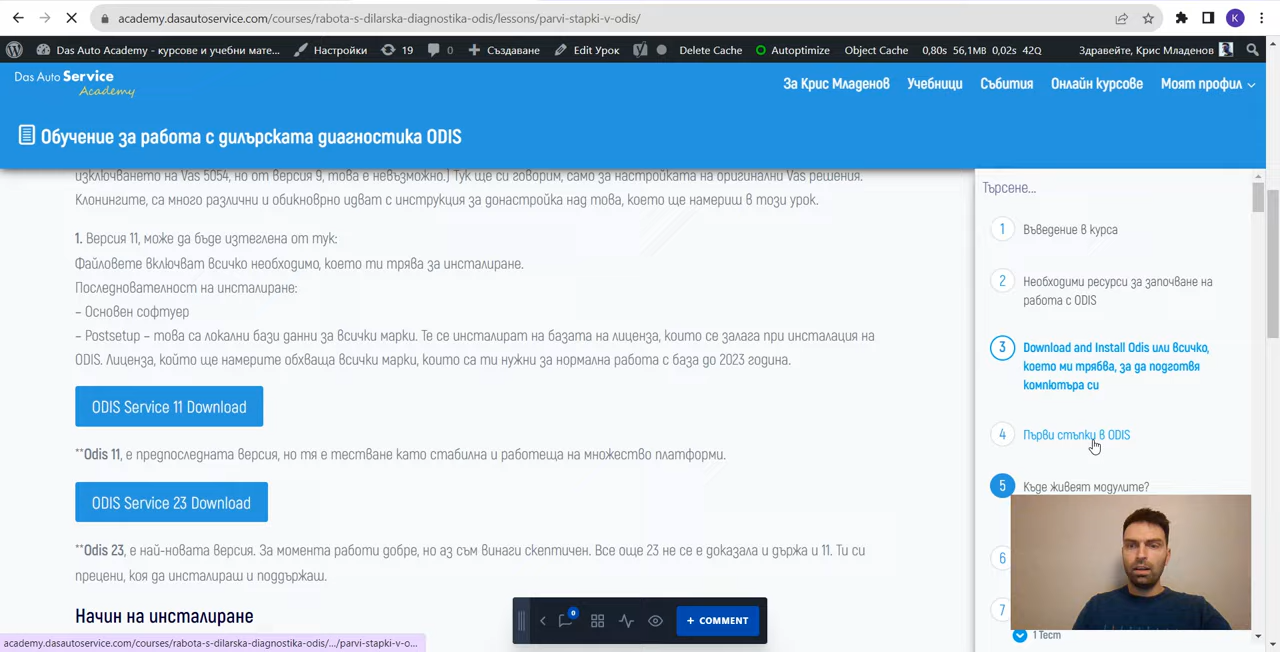 academy.dasautoservice.com/courses/rabota-s-dilarska-diagnostika-odis/lessons/parvi-stapki-v-odis/
K
Das Auto Academy - курсове и учебни мате...
Настройки
19
0
Създаване
Edit Урок
Delete Cache
Autoptimize
Object Cache
0,80s 56,1MB 0,02s 42Q
Здравейте, Крис Младенов
Das Auto Service
Academy
За Крис Младенов
Учебници
Събития
Онлайн курсове
Моят профил
Обучение за работа с дилърската диагностика ODIS
изключването на Vas 5054, но от версия 9, това е невъзможно.) Тук ще си говорим, само за настройката на оригинални Vas решения.
Клонингите, са много различни и обикноврно идват с инструкция за донастройка над това, което ще намериш в този урок.
1. Версия 11, може да бъде изтеглена от тук:
Файловете включват всичко необходимо, което ти трява за инсталиране.
Последователност на инсталиране:
– Основен софтуер
– Postsetup – това са локални бази данни за всички марки. Те се инсталират на базата на лиценза, които се залага при инсталация на
ODIS. Лиценза, който ще намерите обхваща всички марки, които са ти нужни за нормална работа с база до 2023 година.
ODIS Service 11 Download
**Odis 11, е предпоследната версия, но тя е тестване като стабилна и работеща на множество платформи.
ODIS Service 23 Download
**Odis 23, е най-новата версия. За момента работи добре, но аз съм винаги скептичен. Все още 23 не се е доказала и държа и 11. Ти си
прецени, коя да инсталираш и поддържаш.
Начин на инсталиране
Търсене...
1 Въведение в курса
2 Необходими ресурси за започване на
работа с ODIS
3 Download and Install Odis или всичко,
което ми трябва, за да подготвя
компютъра си
4 Първи стъпки в ODIS
5 Къде живеят модулите?
6
7
1 Тест
0
+ COMMENT
academy.dasautoservice.com/courses/rabota-s-dilarska-diagnostika-odis/.../parvi-stapki-v-o...